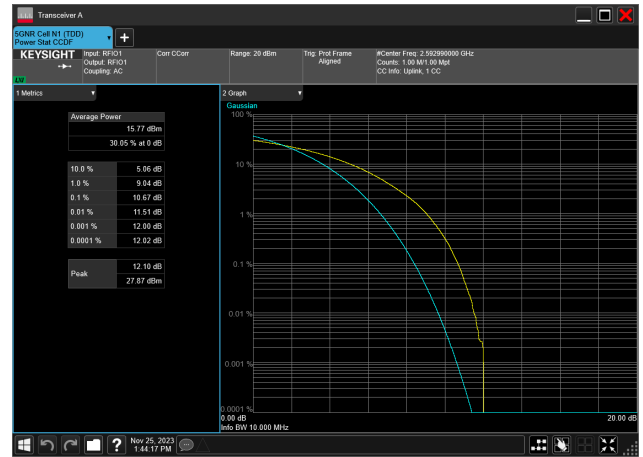 Transceiver A
5GNR Cell N1 (TDD)
Power Stat CCDF
KEYSIGHT
LXI
Input: RFIO1
Output: RFIO1
Coupling: AC
Corr CCorr
Range: 20 dBm
Trig: Prot Frame
Aligned
#Center Freq: 2.592990000 GHz
Counts: 1.00 M/1.00 Mpt
CC Info: Uplink, 1 CC
1 Metrics
Average Power
15.77 dBm
30.05 % at 0 dB
10.0 % 5.06 dB
1.0 % 9.04 dB
0.1 % 10.67 dB
0.01 % 11.51 dB
0.001 % 12.00 dB
0.0001 % 12.02 dB
Peak 12.10 dB
27.87 dBm
2 Graph
Gaussian
100 %
10 %
1 %
0.1 %
0.01 %
0.001 %
0.0001 %
0.00 dB 20.00 dB
Info BW 10.000 MHz
Nov 25, 2023
1:44:17 PM